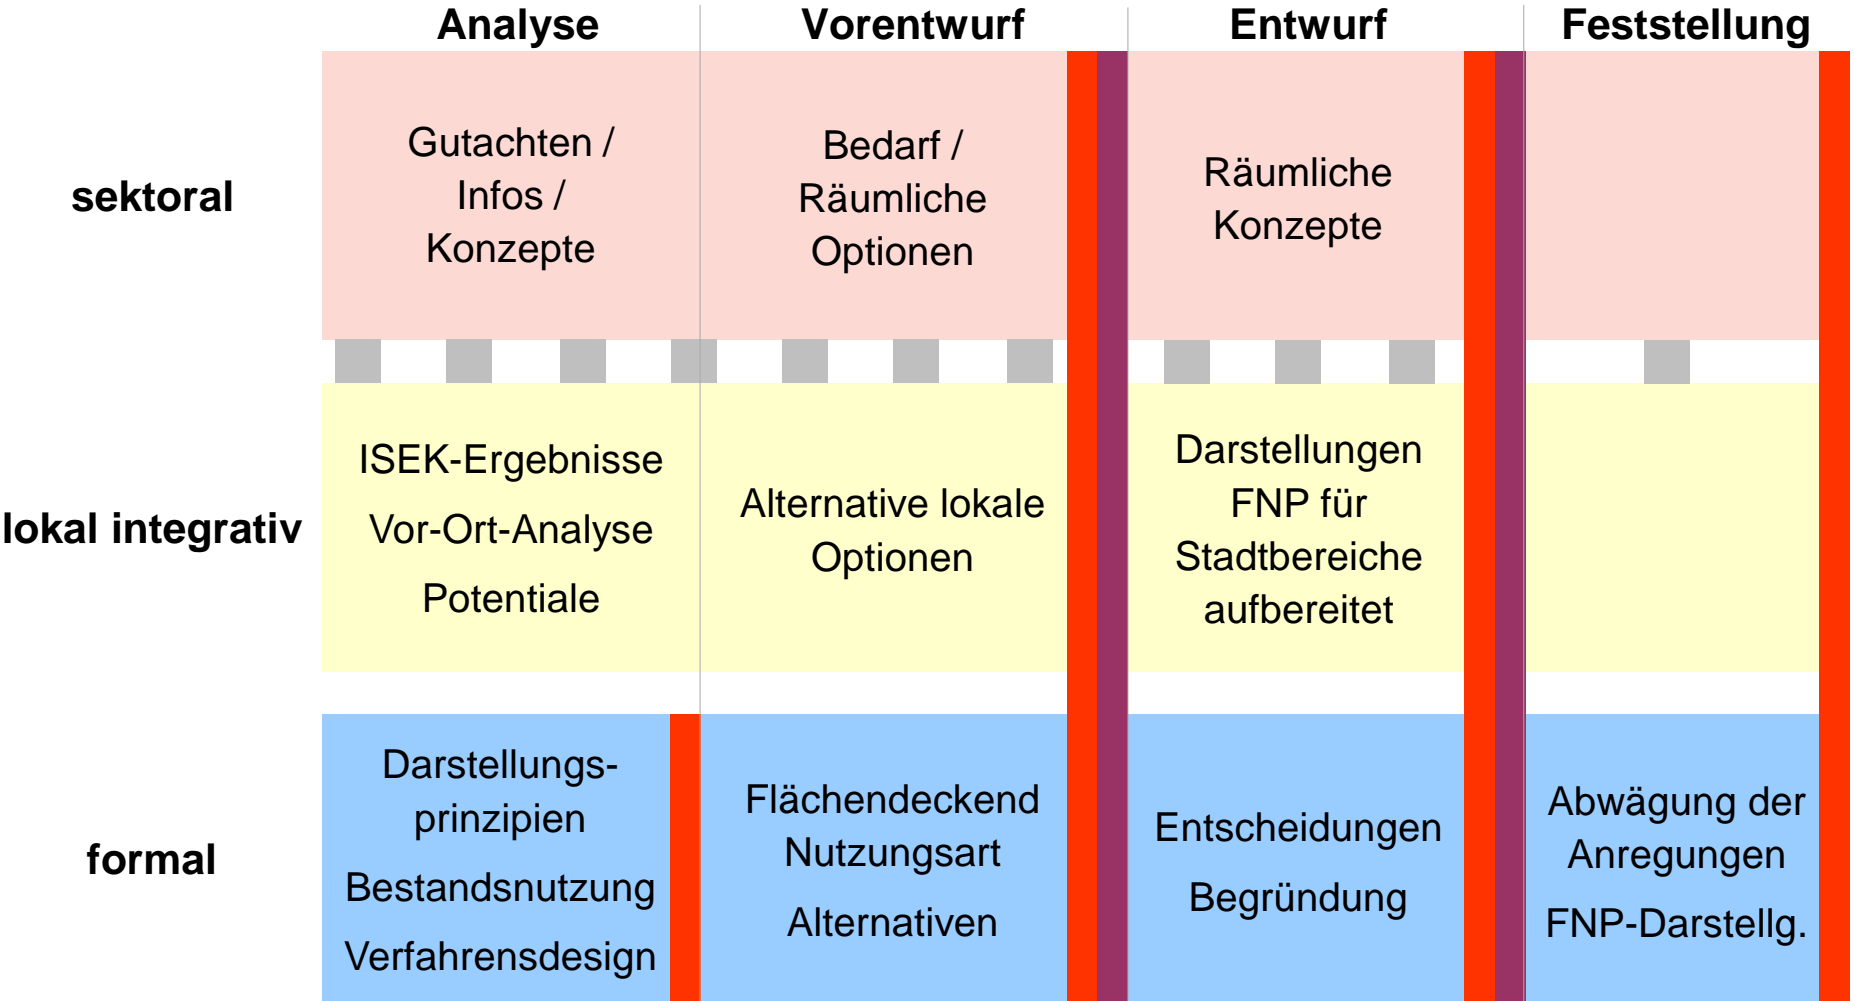 Analyse
Vorentwurf
Entwurf
Feststellung
sektoral
Gutachten /
Infos /
Konzepte
Bedarf /
Räumliche
Optionen
Räumliche
Konzepte
lokal integrativ
ISEK-Ergebnisse
Vor-Ort-Analyse
Potentiale
Alternative lokale
Optionen
Darstellungen
FNP für
Stadtbereiche
aufbereitet
formal
Darstellungs-
prinzipien
Bestandsnutzung
Verfahrensdesign
Flächendeckend
Nutzungsart
Alternativen
Entscheidungen
Begründung
Abwägung der
Anregungen
FNP-Darstellg.